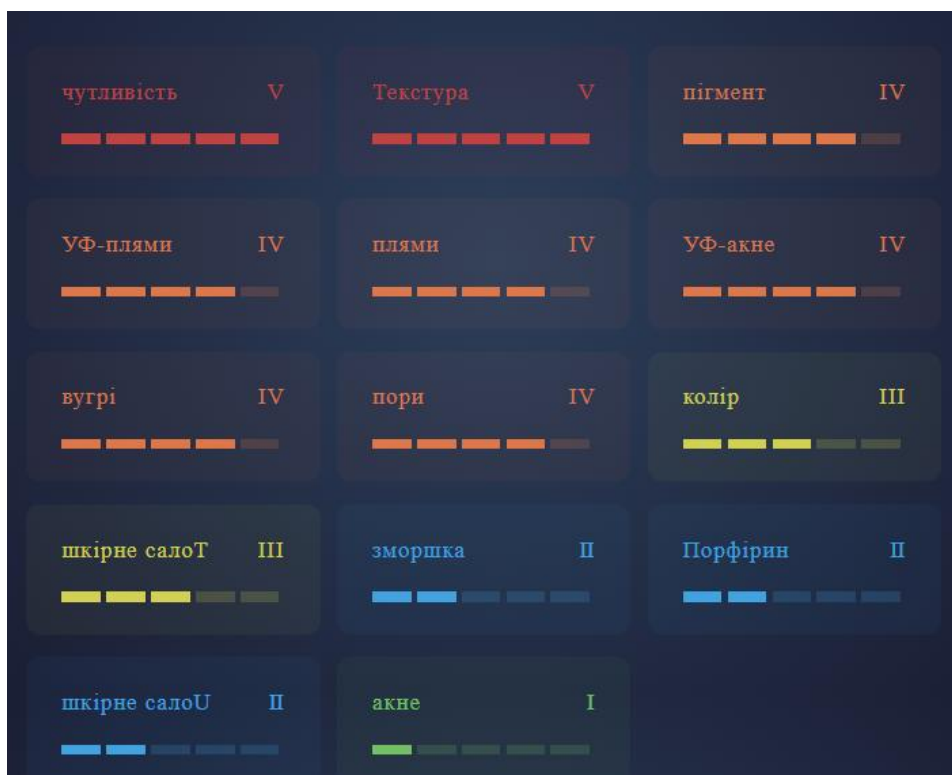 чутливість V
Текстура V
пігмент IV
УФ-плями IV
плями IV
УФ-акне IV
вугрі IV
пори IV
колір III
шкірне салоТ III
зморшка II
Порфірин II
шкірне салоU II
акне I